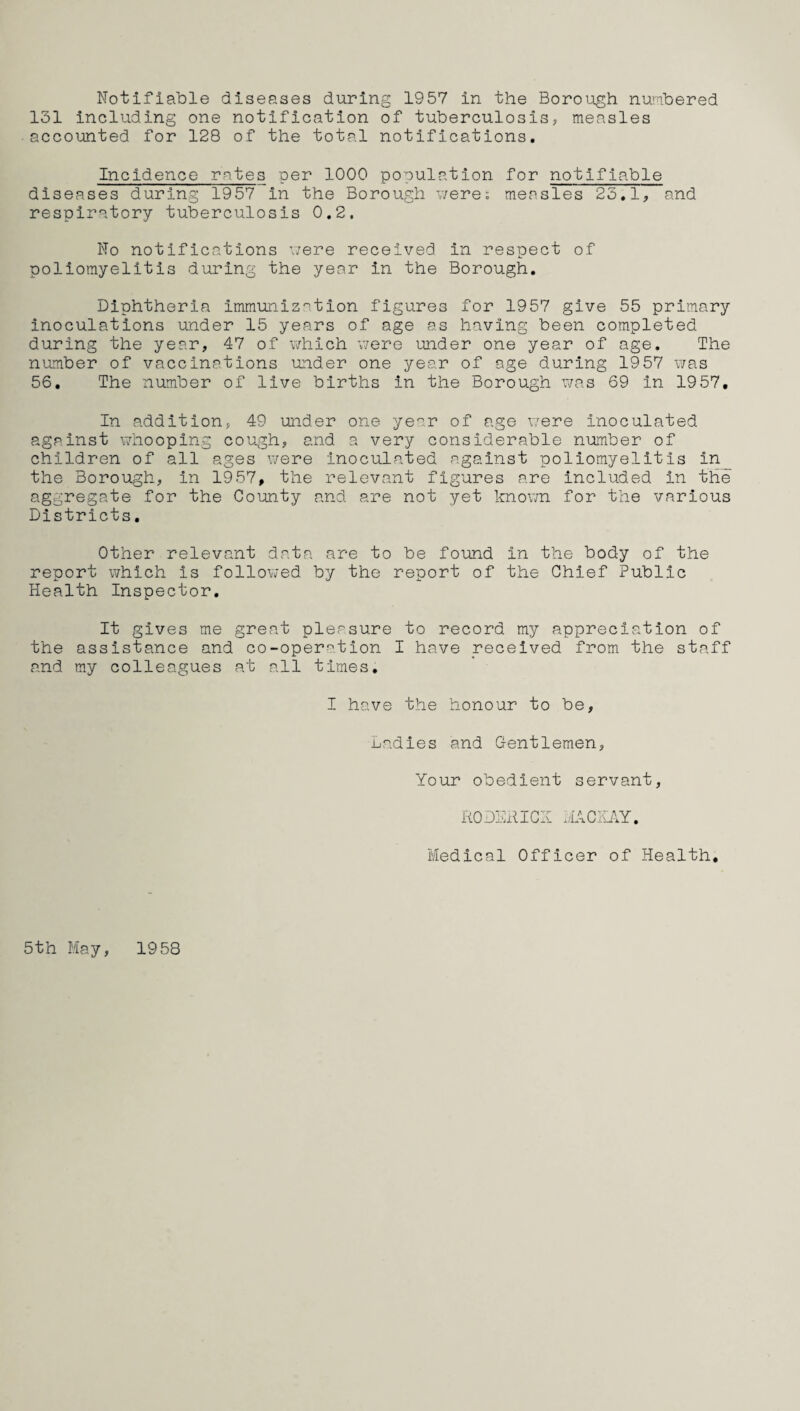 Notifiable diseases during 1957 in the Borough numbered
131 including one notification of tuberculosis, measles
accounted for 128 of the total notifications.
Incidence rates per 1000 population for notifiable
diseases during 1957 in the Borough were: measles 23.1, and
respiratory tuberculosis 0.2.
No notifications were received in respect of
poliomyelitis during the year in the Borough.
Diphtheria immunization figures for 1957 give 55 primary
inoculations under 15 years of age as having been completed
during the year, 47 of which were under one year of age. The
number of vaccinations under one year of age during 1957 was
56. The number of live births in the Borough was 69 in 1957.
In addition, 49 under one year of age were inoculated
against whooping cough, and a very considerable number of
children of all ages were inoculated against poliomyelitis in
the Borough, in 1957, the relevant figures are included in the
aggregate for the County and are not yet known for the various
Districts.
Other relevant data are to be found in the body of the
report which is followed by the report of the Chief Public
Health Inspector.
It gives me great pleasure to record my appreciation of
the assistance and co-operation I have received from the staff
and my colleagues at all times.
I have the honour to be,
Ladies and Gentlemen,
Your obedient servant,
RODERICK MACKAY.
Medical Officer of Health.
5th May, 1958